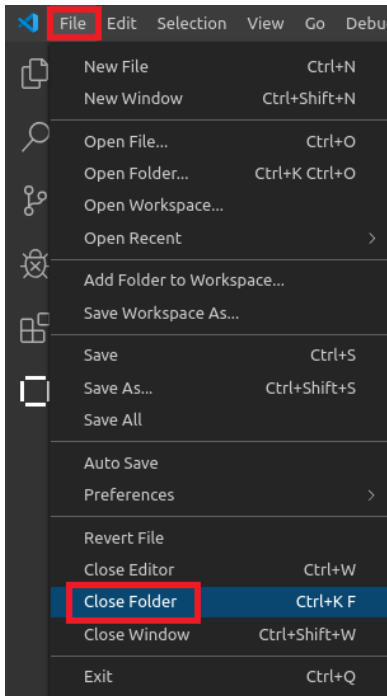 File Edit Selection View Go Debu
New File Ctrl+N
New Window Ctrl+Shift+N
Open File... Ctrl+O
Open Folder... Ctrl+K Ctrl+O
Open Workspace...
Open Recent
Add Folder to Workspace...
Save Workspace As...
Save Ctrl+S
Save As... Ctrl+Shift+S
Save All
Auto Save
Preferences
Revert File
Close Editor Ctrl+W
Close Folder Ctrl+K F
Close Window Ctrl+Shift+W
Exit Ctrl+Q